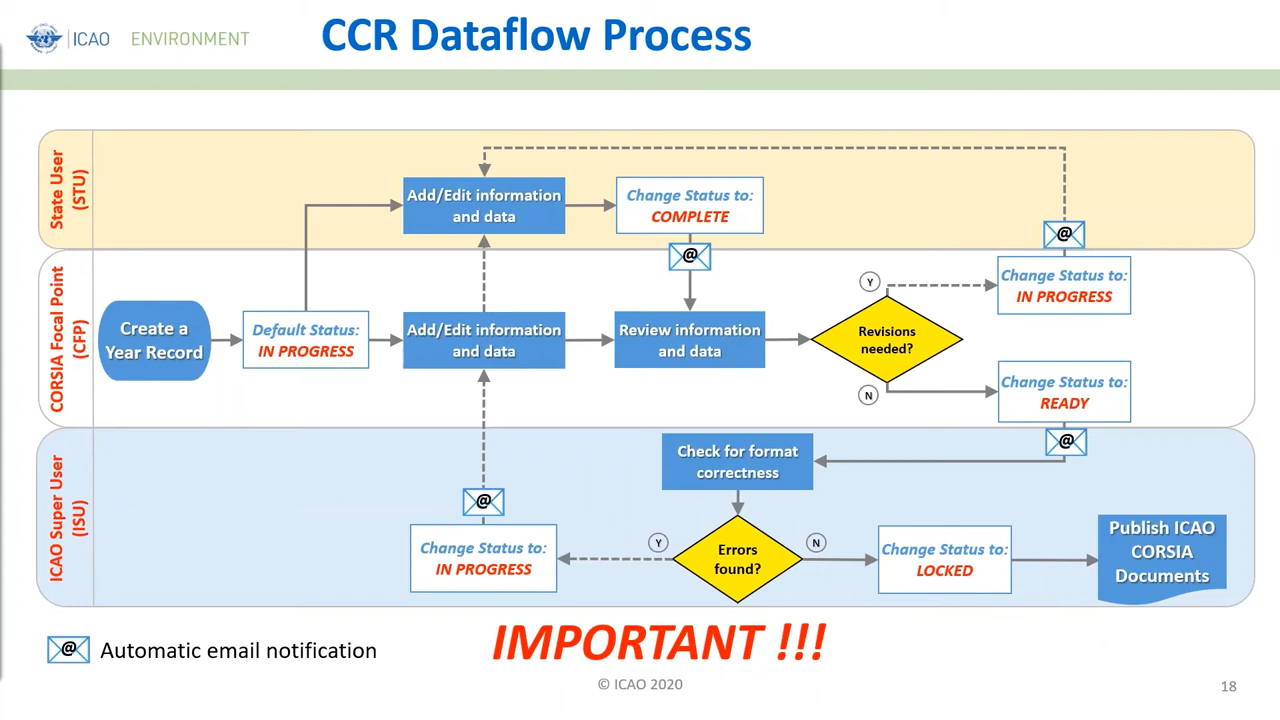 ICAO ENVIRONMENT
CCR Dataflow Process
State User
(STU)
Add/Edit information
and data
Change Status to:
COMPLETE
@
@
CORSIA Focal Point
(CFP)
Create a
Year Record
Default Status:
IN PROGRESS
Add/Edit information
and data
Review information
and data
Revisions
needed?
Y
N
Change Status to:
IN PROGRESS
Change Status to:
READY
@
ICAO Super User
(ISU)
Check for format
correctness
@
Change Status to:
IN PROGRESS
Y
Errors
found?
N
Change Status to:
LOCKED
Publish ICAO
CORSIA
Documents
@ Automatic email notification
IMPORTANT !!!
© ICAO 2020
18